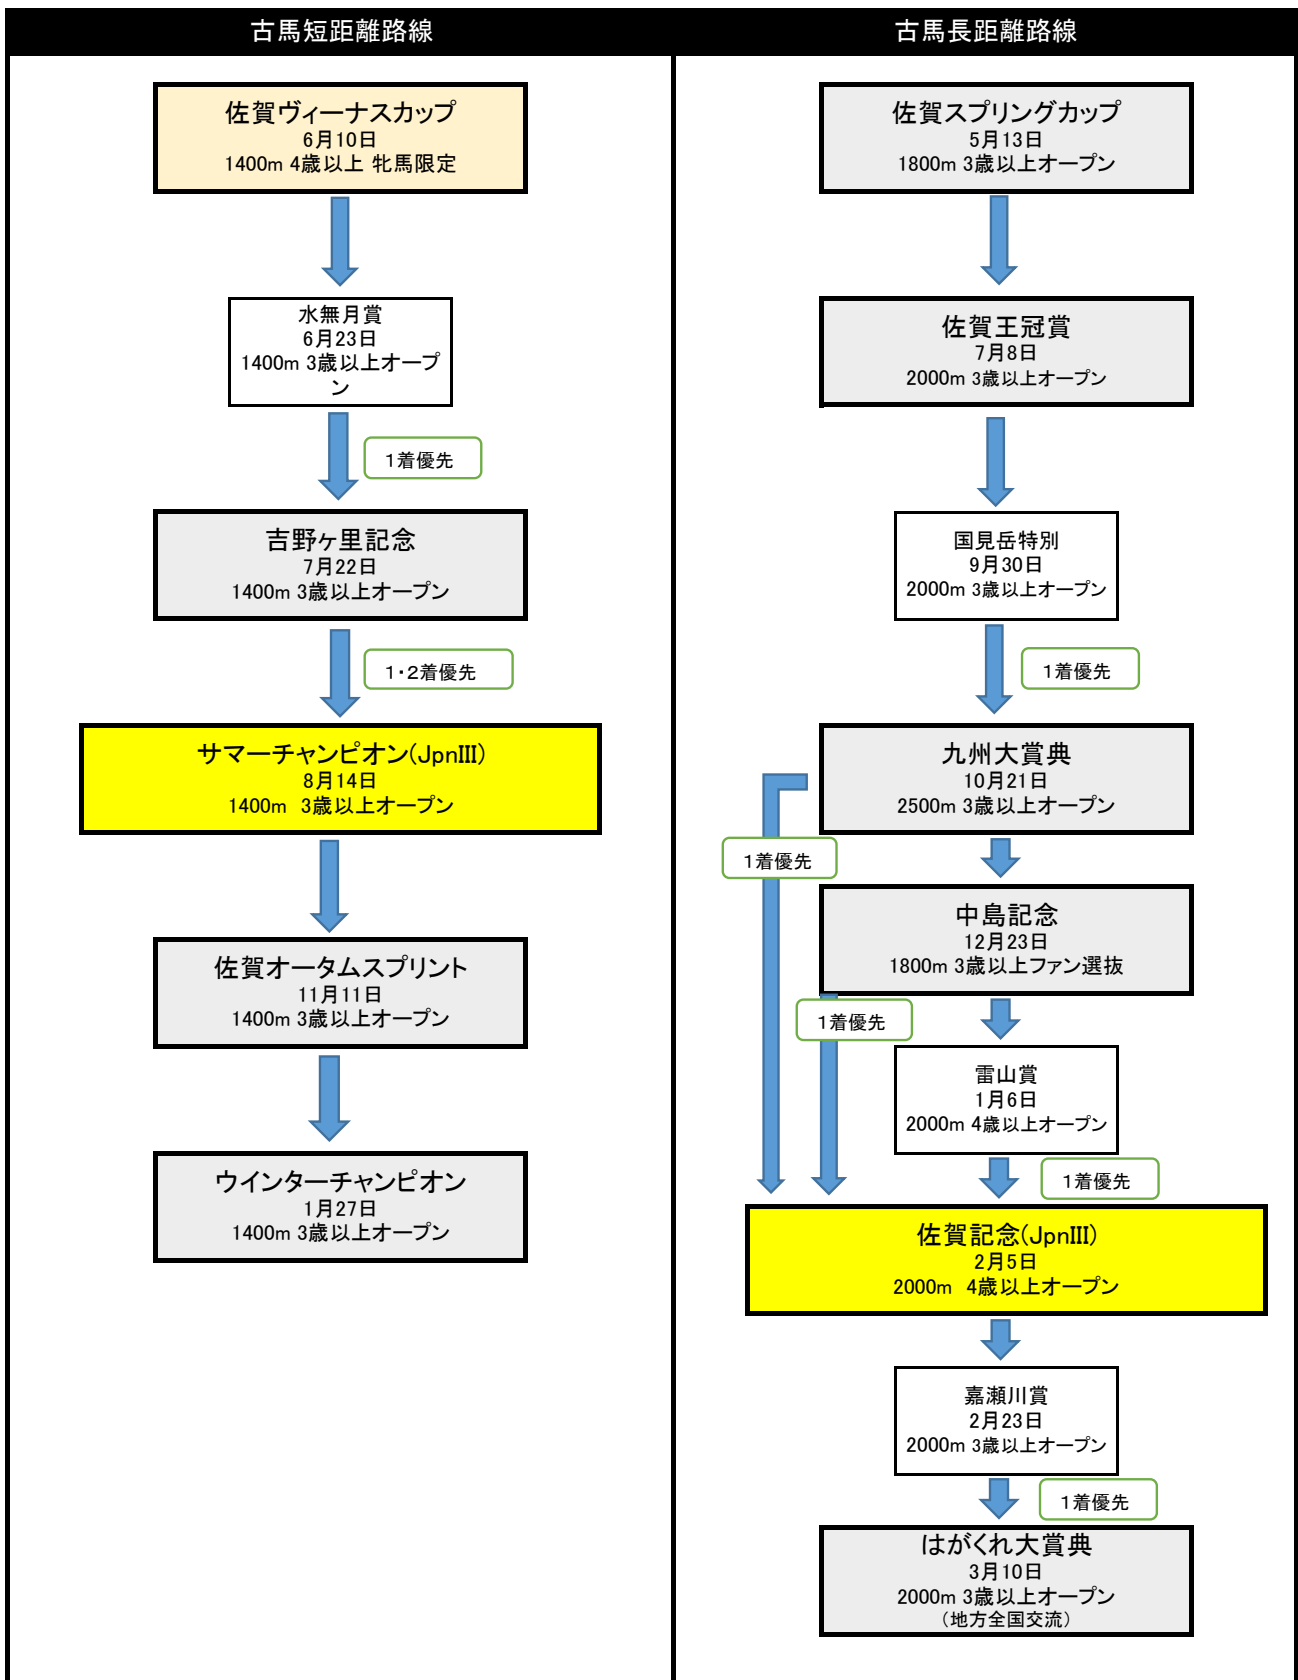 古馬短距離路線
佐賀ヴィーナスカップ
6月10日
1400m 4歳以上 牝馬限定
水無月賞
6月23日
1400m 3歳以上オープ
ン
1着優先
吉野ヶ里記念
7月22日
1400m 3歳以上オープン
1・2着優先
サマーチャンピオン(JpnIII)
8月14日
1400m 3歳以上オープン
佐賀オータムスプリント
11月11日
1400m 3歳以上オープン
ウインターチャンピオン
1月27日
1400m 3歳以上オープン
古馬長距離路線
佐賀スプリングカップ
5月13日
1800m 3歳以上オープン
佐賀王冠賞
7月8日
2000m 3歳以上オープン
国見岳特別
9月30日
2000m 3歳以上オープン
1着優先
九州大賞典
10月21日
2500m 3歳以上オープン
1着優先
中島記念
12月23日
1800m 3歳以上ファン選抜
1着優先
雷山賞
1月6日
2000m 4歳以上オープン
1着優先
佐賀記念(JpnIII)
2月5日
2000m 4歳以上オープン
嘉瀬川賞
2月23日
2000m 3歳以上オープン
1着優先
はがくれ大賞典
3月10日
2000m 3歳以上オープン
（地方全国交流）